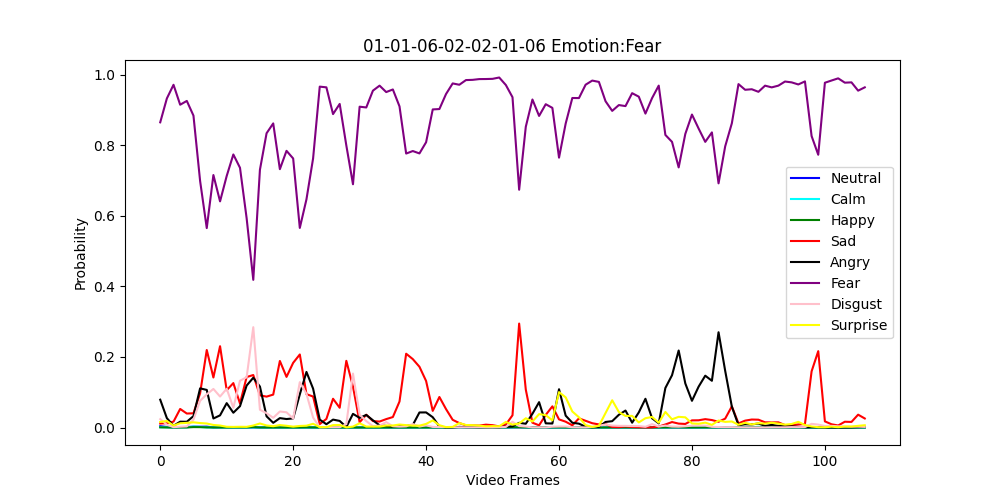 01-01-06-02-02-01-06 Emotion:Fear
1.0
0.8
0.6
0.4
0.2
0.0
Probability
0
20
40
60
80
100
Video Frames
Neutral
Calm
Happy
Sad
Angry
Fear
Disgust
Surprise